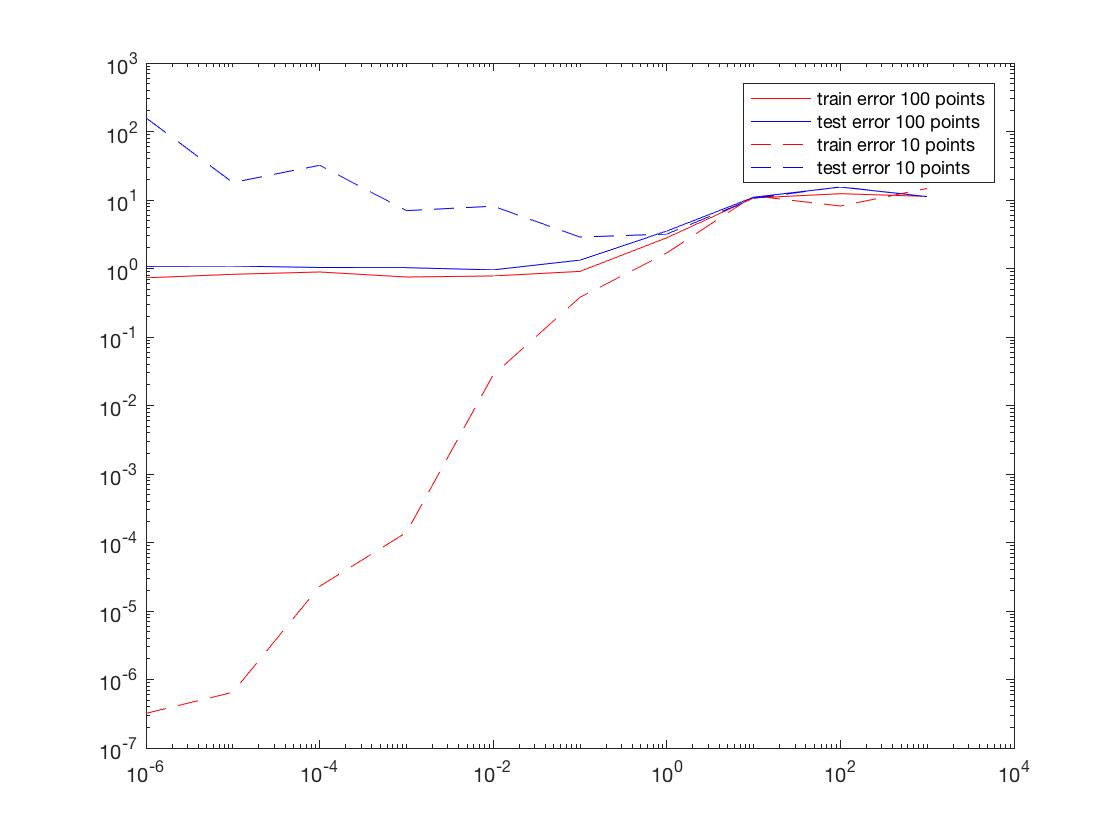 10^3
10^2
10^1
10^0
10^-1
10^-2
10^-3
10^-4
10^-5
10^-6
10^-7
train error 100 points
test error 100 points
train error 10 points
test error 10 points
10^-6 10^-4 10^-2 10^0 10^2 10^4